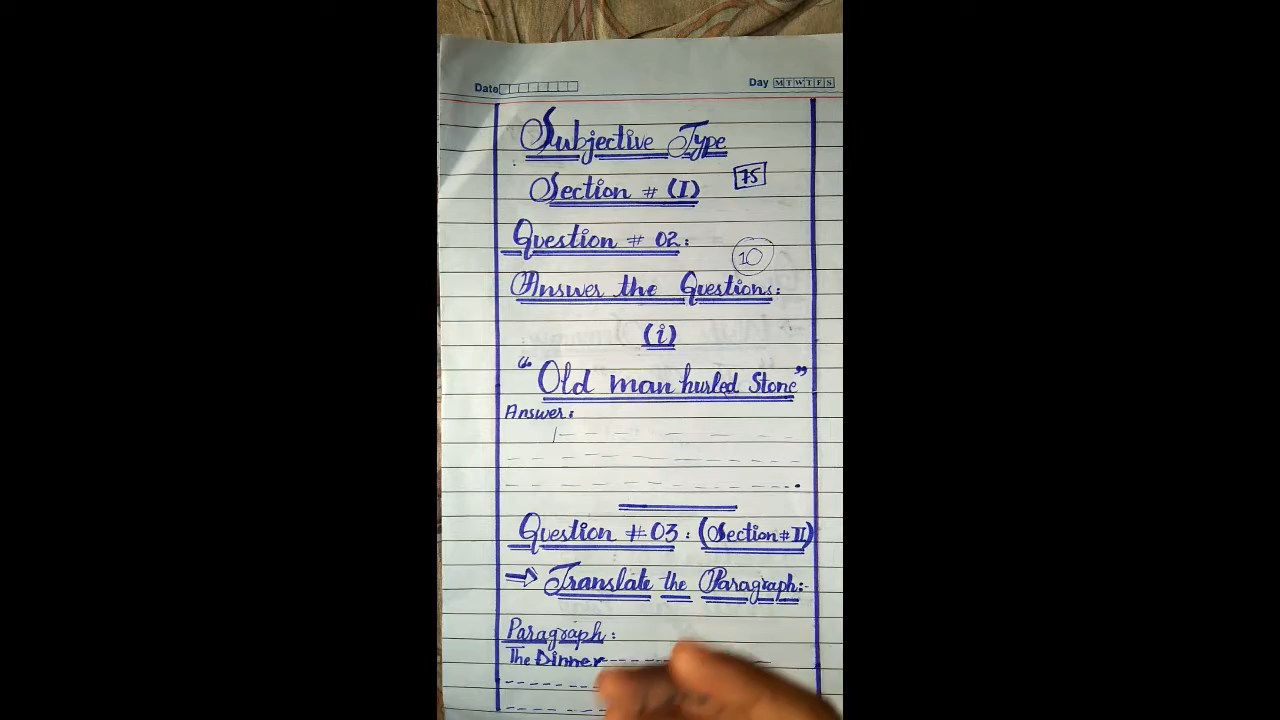 Date Day M T W T F S
Subjective Type
Section # (I) 75
Question # 02:
10
Answer the Questions:
(i)
“Old man hurled Stone”
Answer:
Question # 03: (Section # II)
⇒ Translate the Paragraph:-
Paragraph:
The Dinner